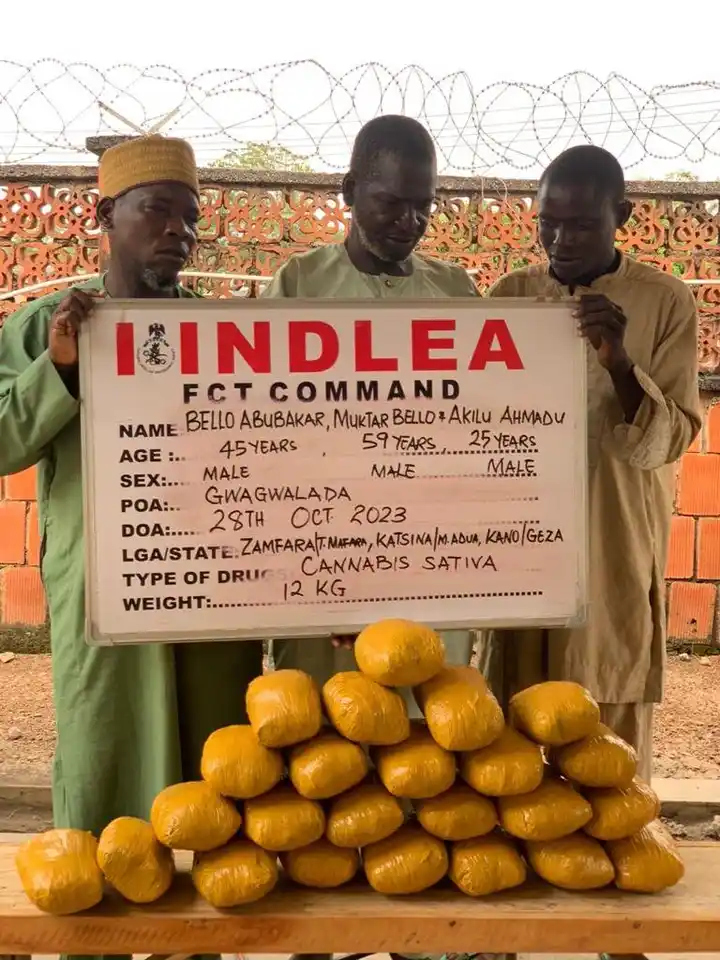 NDLEA
FCT COMMAND
NAME BELLO ABUBAKAR, MUKTAR BELLO & AKILU AHMADU
AGE :.. 45 YEARS , 59 YEARS, 25 YEARS
SEX:.... MALE MALE MALE
POA:.... GWAGWALADA
DOA:..... 28TH OCT 2023
LGA/STATE: ZAMFARA/T. MAFARA, KATSINA/M. ADUA, KANO/GEZA
TYPE OF DRUGS CANNABIS SATIVA
WEIGHT:.... 12 KG